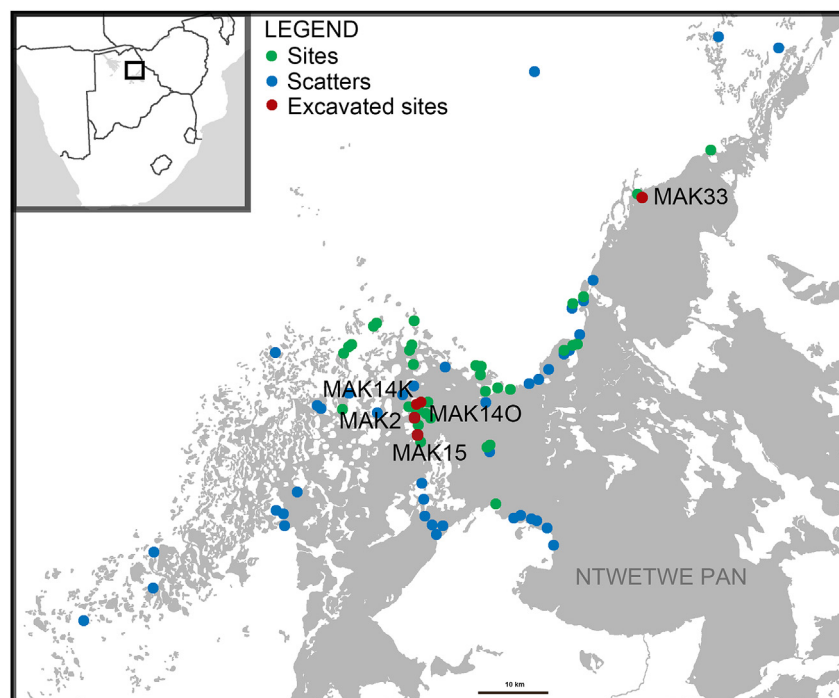 LEGEND
Sites
Scatters
Excavated sites
MAK33
MAK14K
MAK14O
MAK2
MAK15
NTWETWE PAN
10 km